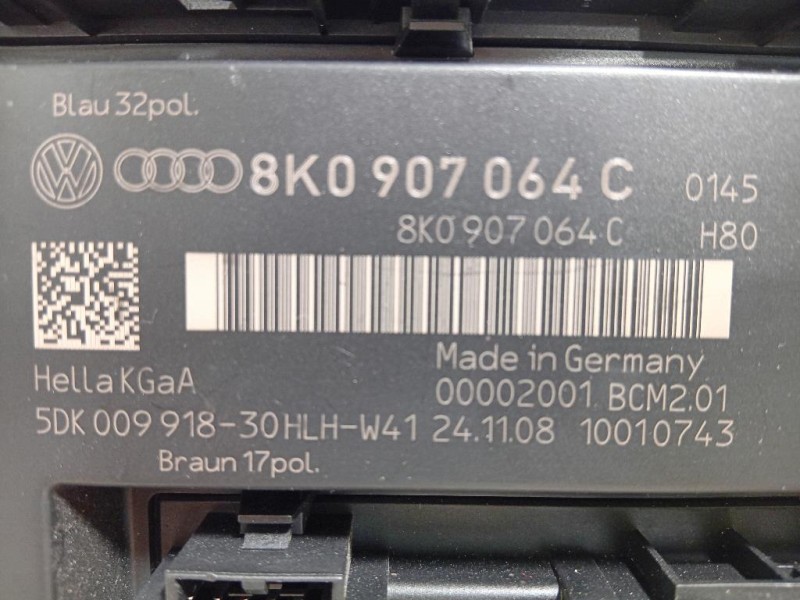 Blau 32pol.
8K0 907 064 C 0145
8K0 907 064 C H80
Made in Germany
Hella KGaA 00002001 BCM2.01
5DK 009 918-30 HLH-W41 24.11.08 10010743
Braun 17pol.